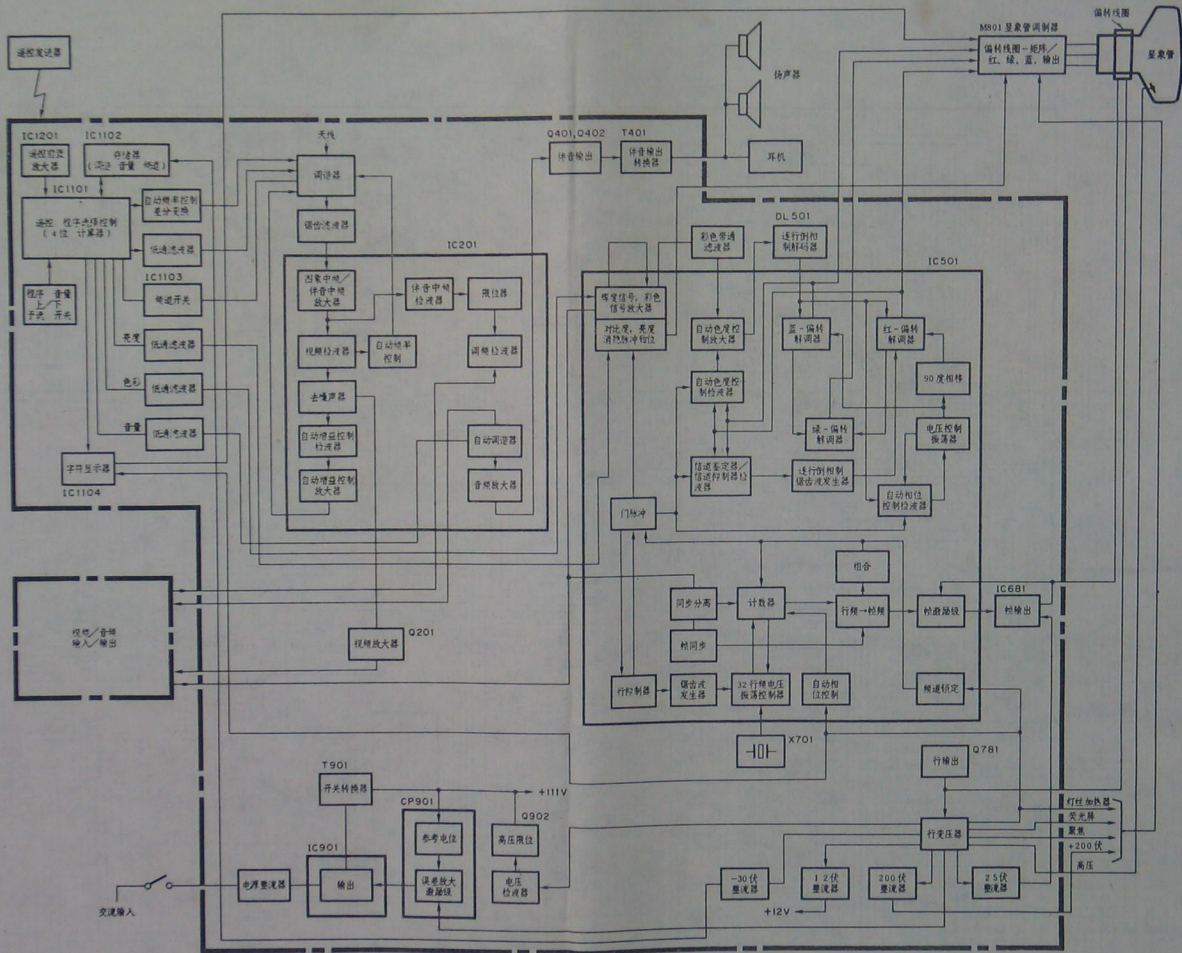 偏转线圈
M801 显象管调制器
偏转线圈-矩阵/
红、绿、蓝、输出
显象管
遥控发送器
扬声器
耳机
天线
Q401,Q402
伴音输出
T401
伴音输出
转换器
IC1201
遥控前置
放大器
IC1102
存储器
IC1101
(4位 计算器)
自动频率控制
差分变换
低通滤波器
IC1103
频道开关
程序 音量
上/下
开关
亮度
低通滤波器
色彩
低通滤波器
音量
低通滤波器
字符显示器
IC1104
调谐器
锯齿滤波器
IC201
图象中频/
伴音中频
放大器
伴音中频
检波器
限位器
视频检波器
自动频率
控制
调频检波器
去噪声器
自动增益控制
检波器
自动增益控制
放大器
自动调谐器
音频放大器
视频/音频
输入/输出
视频放大器
Q201
彩色带通
滤波器
DL501
逐行倒相
制解码器
IC501
辉度信号,彩色
信号放大器
对比度,亮度
消隐脉冲箝位
自动色度控
制放大器
蓝-偏转
解调器
红-偏转
解调器
自动色度控
制检波器
90度相移
绿-偏转
解调器
电压控制
振荡器
信道鉴定器/
信道抑制器检
波器
逐行倒相制
锯齿波发生器
自动相位
控制检波器
门脉冲
组合
同步分离
计数器
行频→帧频
帧激励级
IC681
帧输出
帧同步
行抑制器
锯齿波
发生器
32行频电压
振荡控制器
自动相
位控制
频道锁定
X701
Q781
行输出
T901
开关转换器
+111V
CP901
参考电位
误差放大
激励级
Q902
高压限位
电压
检波器
IC901
输出
电源整流器
交流输入
行变压器
灯丝加热器
荧光屏
聚焦
+200伏
高压
-30伏
整流器
12伏
整流器
200伏
整流器
25伏
整流器
+12V